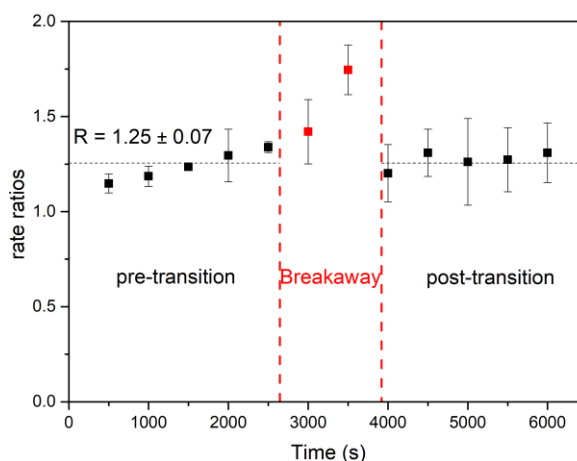 2.0
1.5
1.0
0.5
0.0
rate ratios
R = 1.25 ± 0.07
pre-transition
Breakaway
post-transition
0 1000 2000 3000 4000 5000 6000
Time (s)